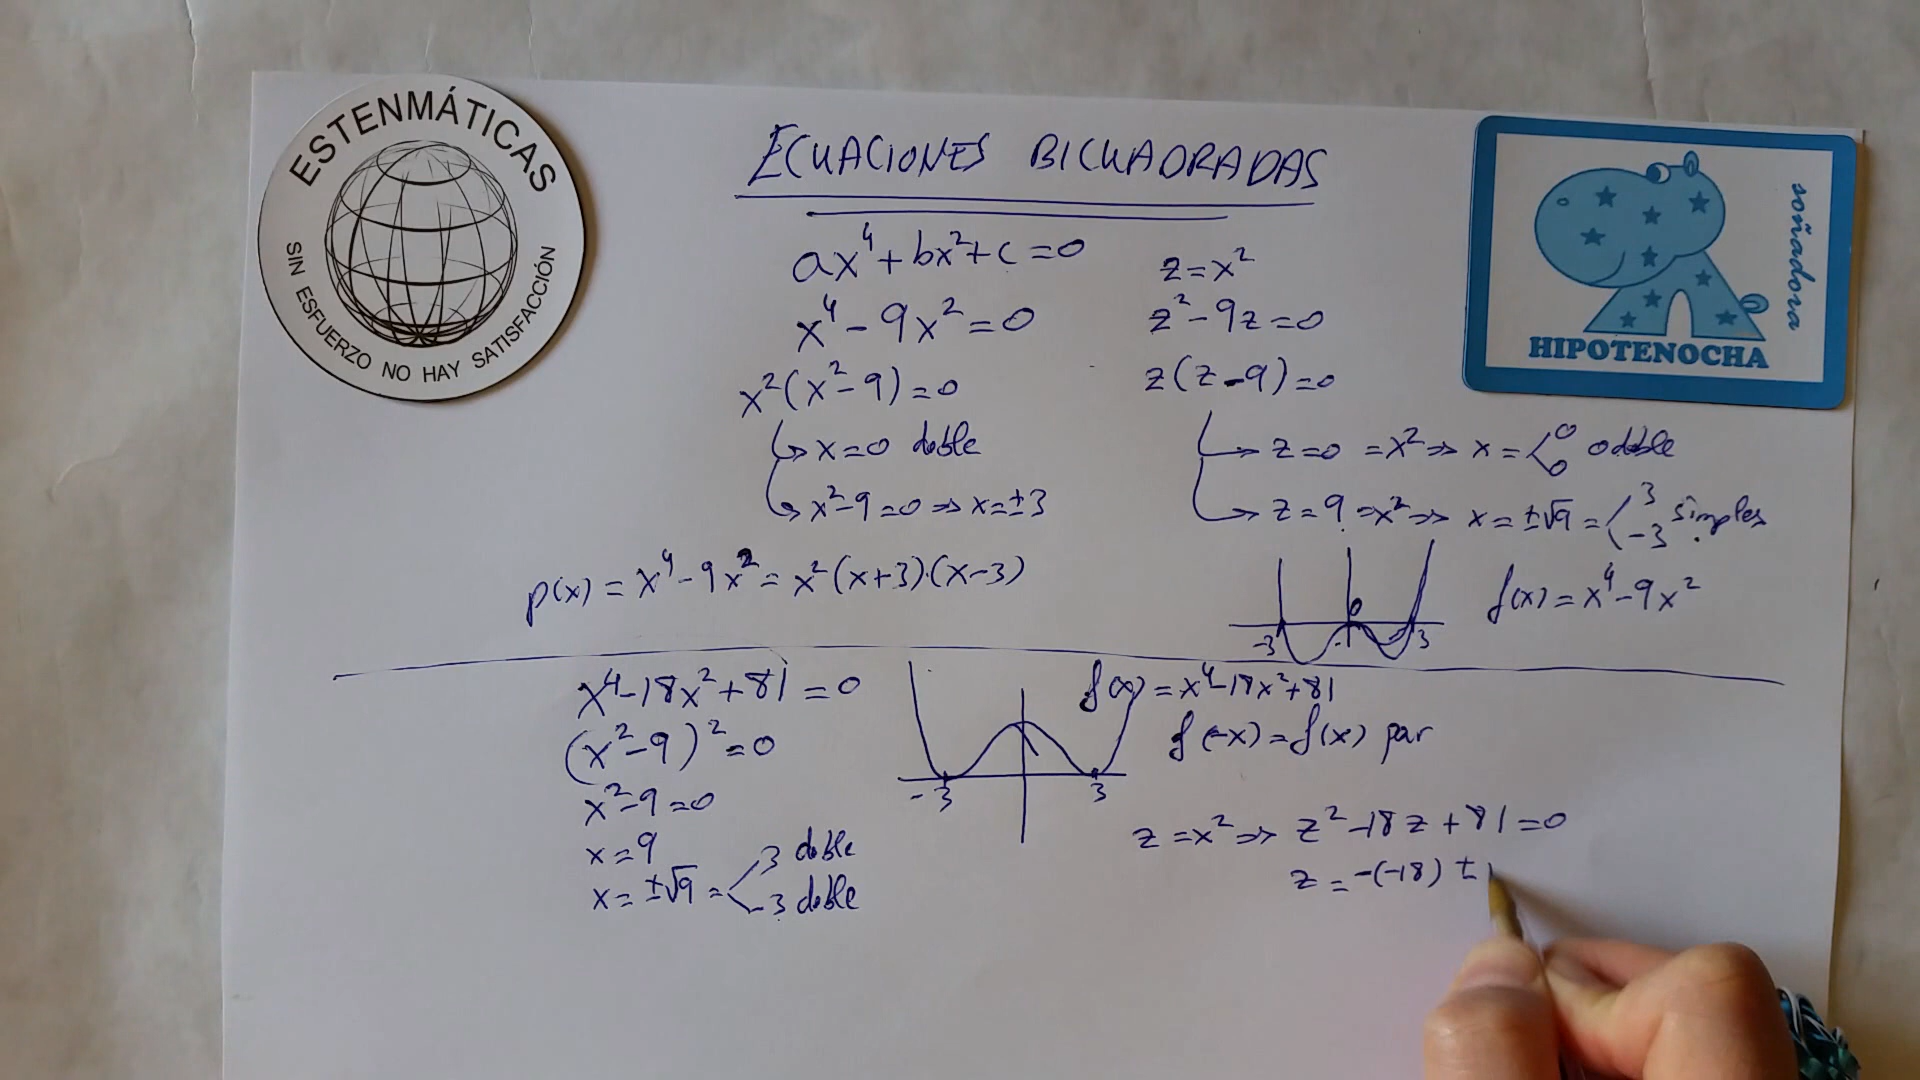 ESTENMÁTICAS
SIN ESFUERZO NO HAY SATISFACCIÓN
soñadora
HIPOTENOCHA
ECUACIONES BICUADRADAS
ax⁴+bx²+c=0
z=x²
x⁴-9x²=0
z²-9z=0
x²(x²-9)=0
z(z-9)=0
x=0 doble
z=0 =x²⇒ x= 0 0 0 doble
x²-9=0⇒x=±3
z=9=x²⇒ x=±√9= 3 -3 simples
p(x)=x⁴-9x²=x²(x+3)·(x-3)
0
-3 -1 3
f(x)=x⁴-9x²
x⁴-18x²+81=0
(x²-9)²=0
x²-9=0
x=9
x=±√9= 3 doble
-3 doble
-3 3
f(x)=x⁴-18x²+81
f(-x)=f(x) par
z=x²⇒ z²-18z+81=0
z=-(-18) ±